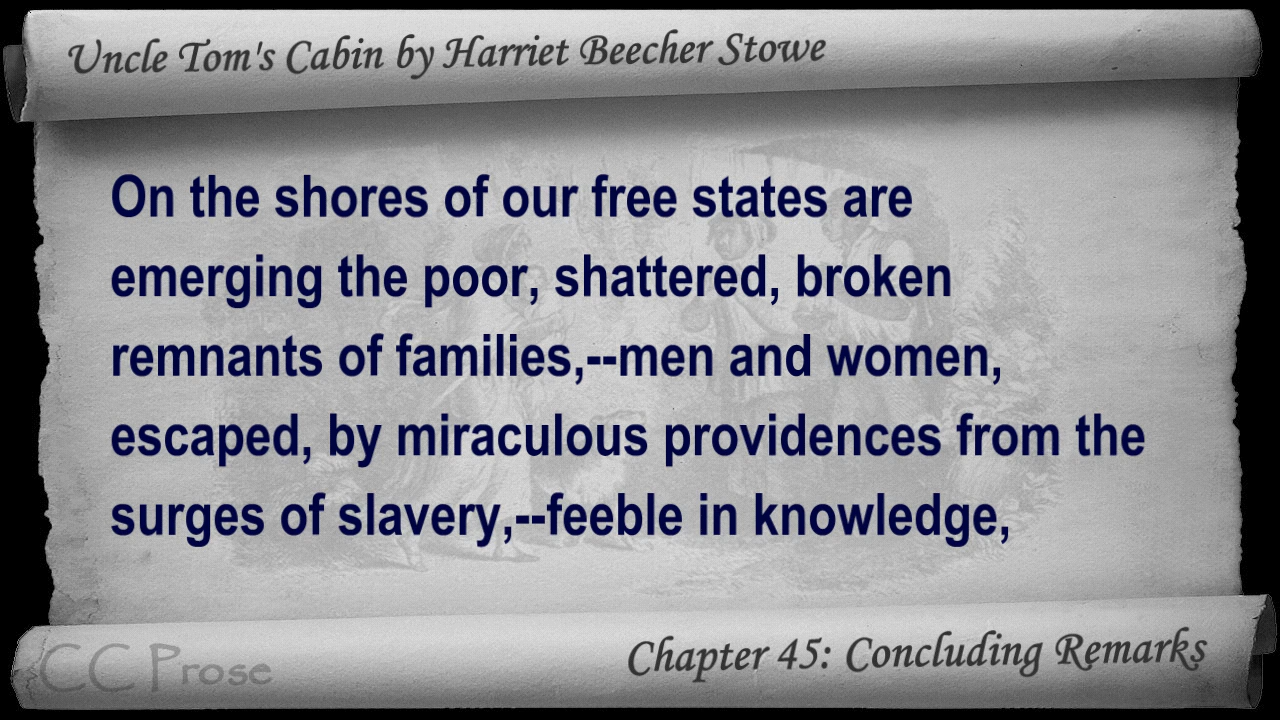 Uncle Tom's Cabin by Harriet Beecher Stowe
On the shores of our free states are
emerging the poor, shattered, broken
remnants of families,--men and women,
escaped, by miraculous providences from the
surges of slavery,--feeble in knowledge,
CC Prose
Chapter 45: Concluding Remarks